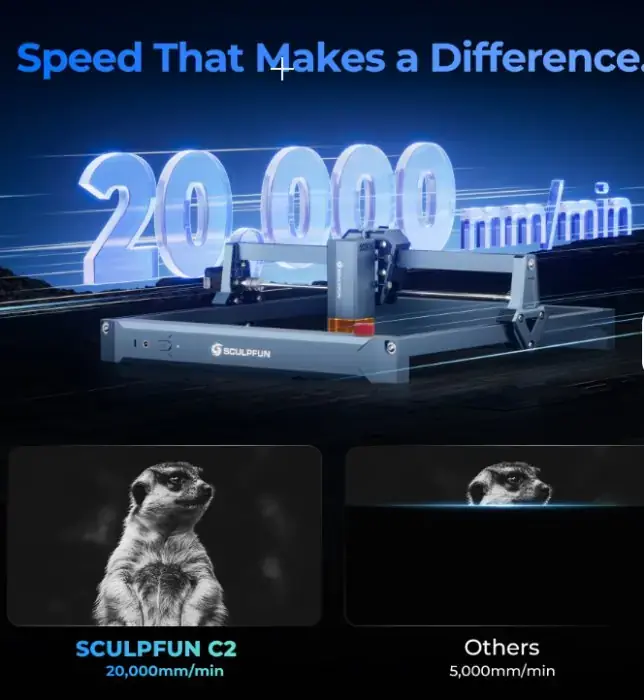 Speed That Makes a Difference.
20,000 mm/min
SCULPFUN
SCULPFUN C2
20,000mm/min
Others
5,000mm/min